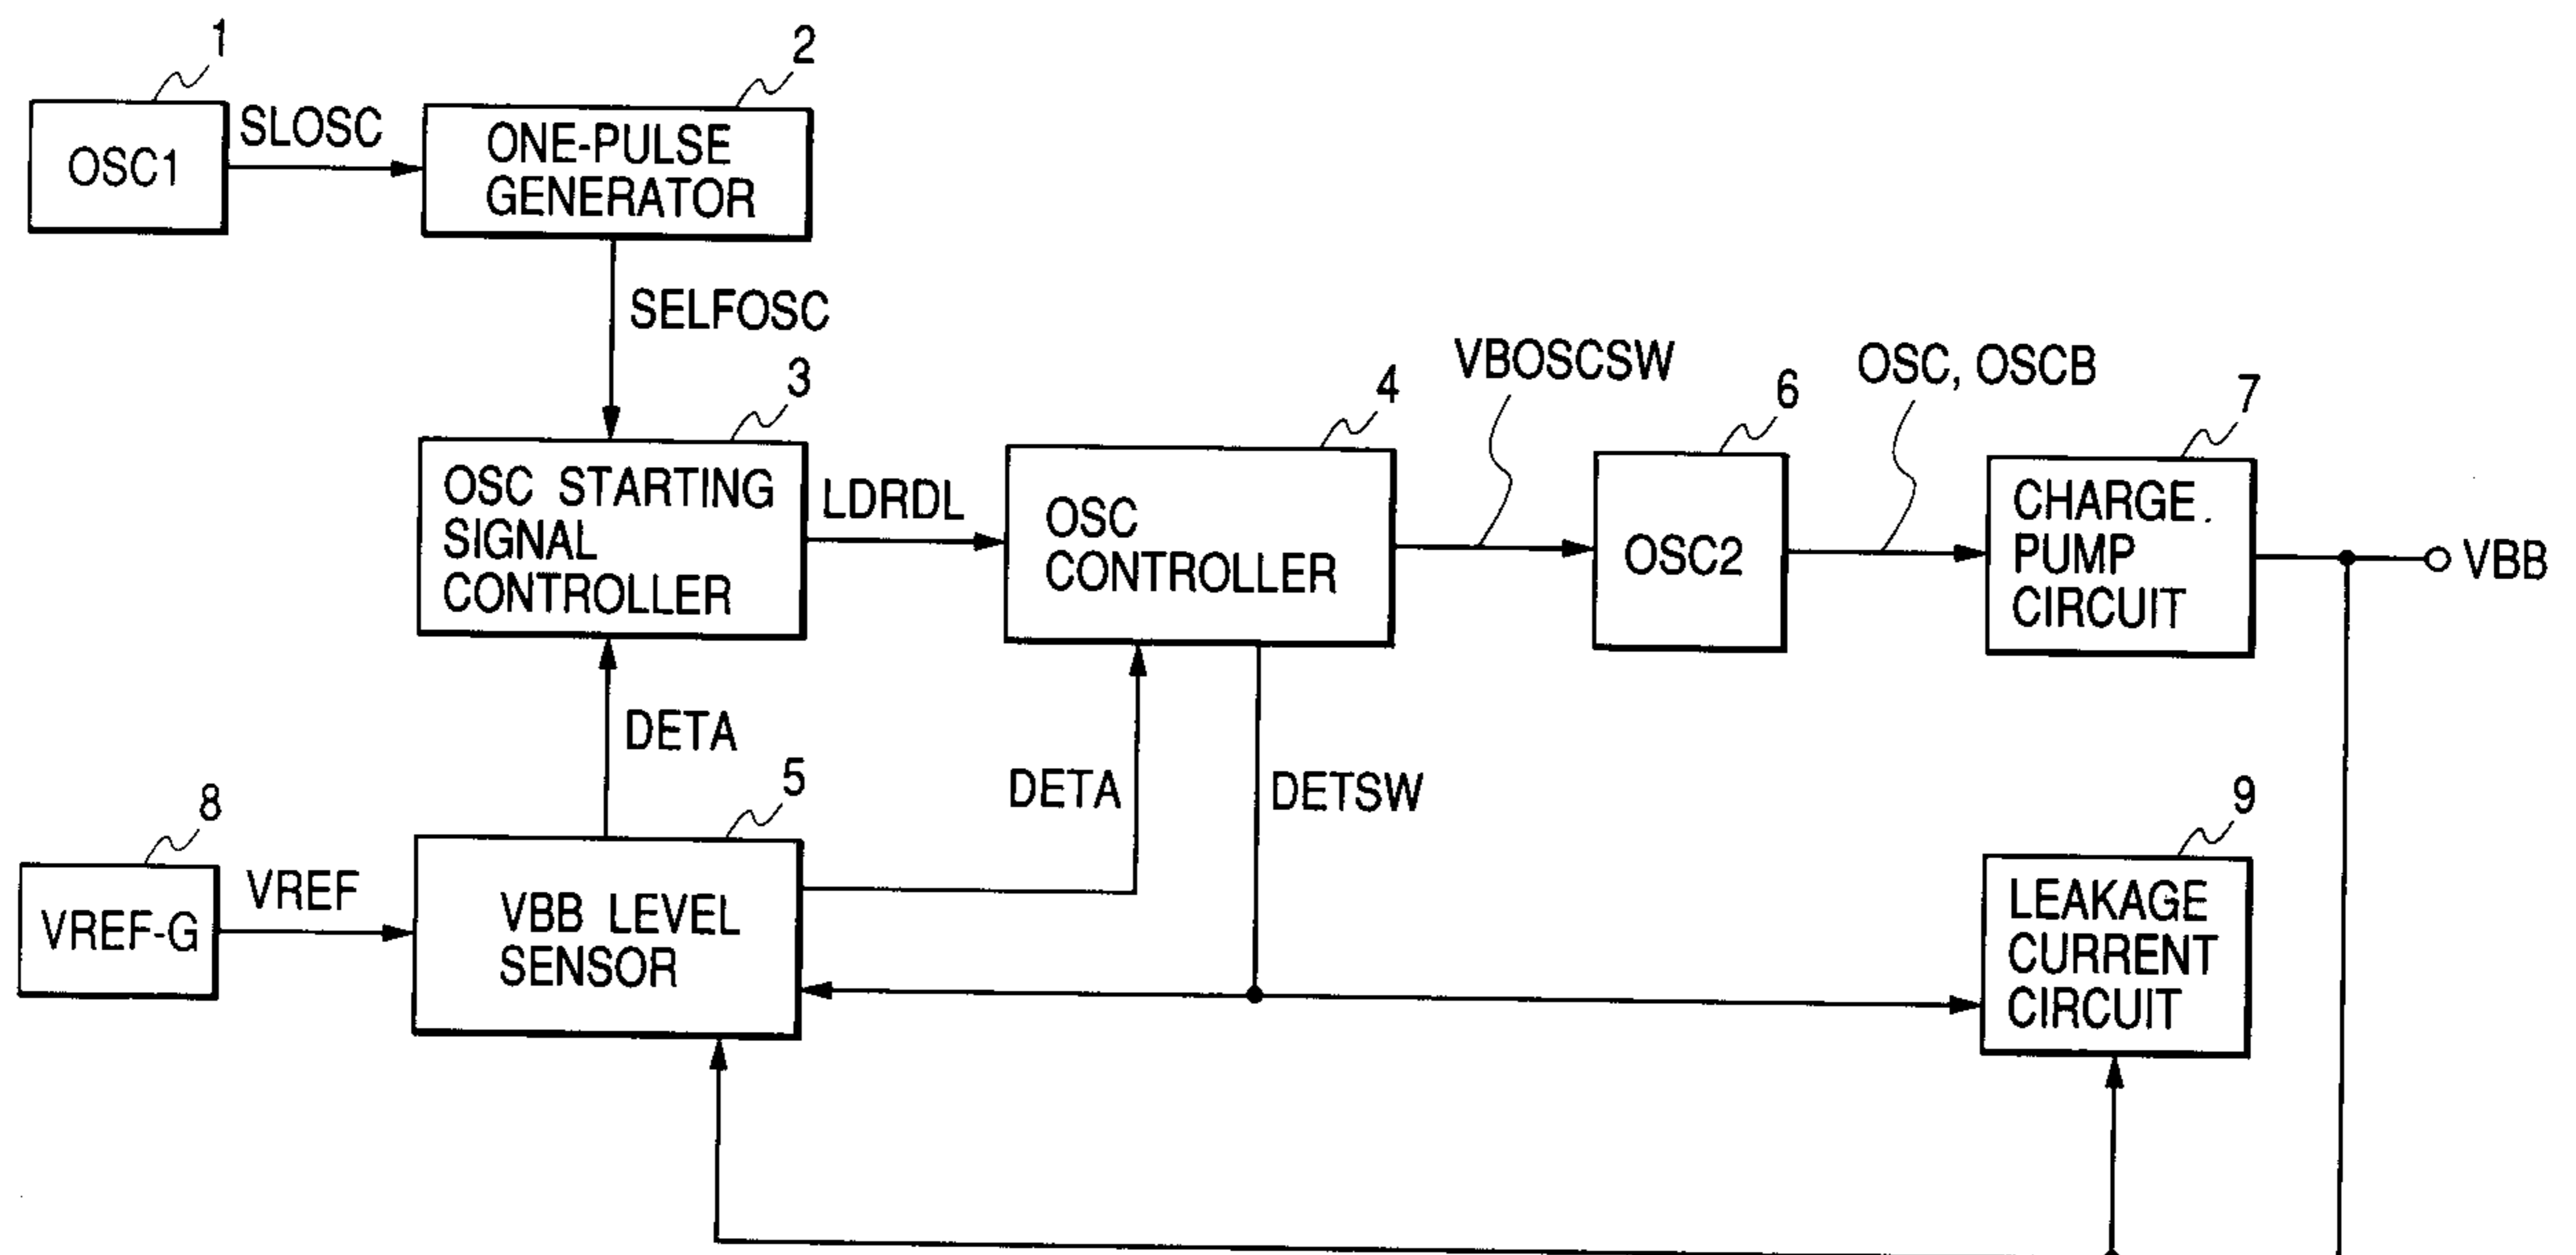 1
2
OSC1
SLOSC
ONE-PULSE
GENERATOR
SELFOSC
3
4
VBOSCSW
6
OSC, OSCB
7
OSC STARTING
SIGNAL
CONTROLLER
LDRDL
OSC
CONTROLLER
OSC2
CHARGE
PUMP
CIRCUIT
VBB
DETA
DETA
DETSW
8
5
9
VREF-G
VREF
VBB LEVEL
SENSOR
LEAKAGE
CURRENT
CIRCUIT